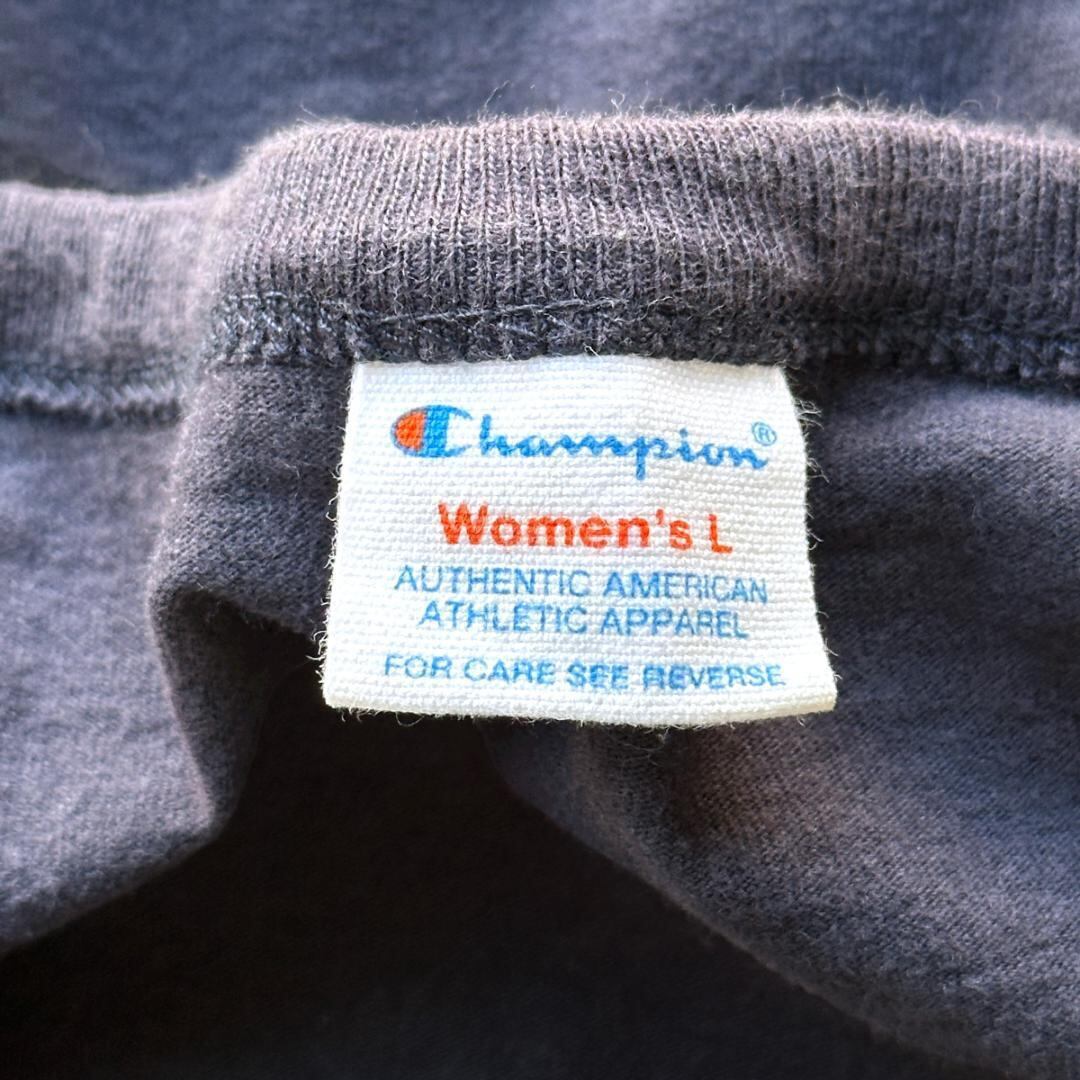 Champion®
Women's L
AUTHENTIC AMERICAN
ATHLETIC APPAREL
FOR CARE SEE REVERSE